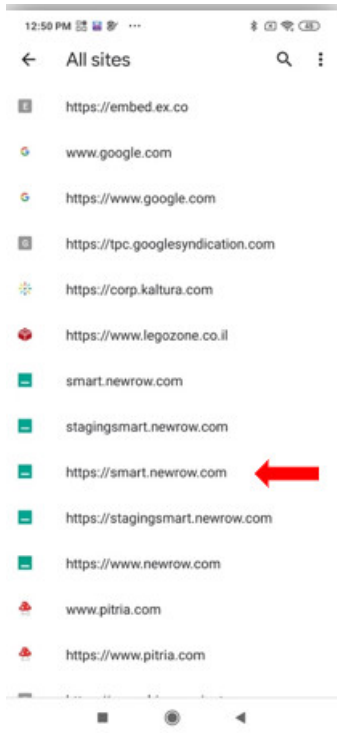 12:50 PM
All sites
E
https://embed.ex.co
G www.google.com
G https://www.google.com
G https://tpc.googlesyndication.com
https://corp.kaltura.com
https://www.legozone.co.il
smart.newrow.com
stagingsmart.newrow.com
https://smart.newrow.com
https://stagingsmart.newrow.com
https://www.newrow.com
www.pitria.com
https://www.pitria.com